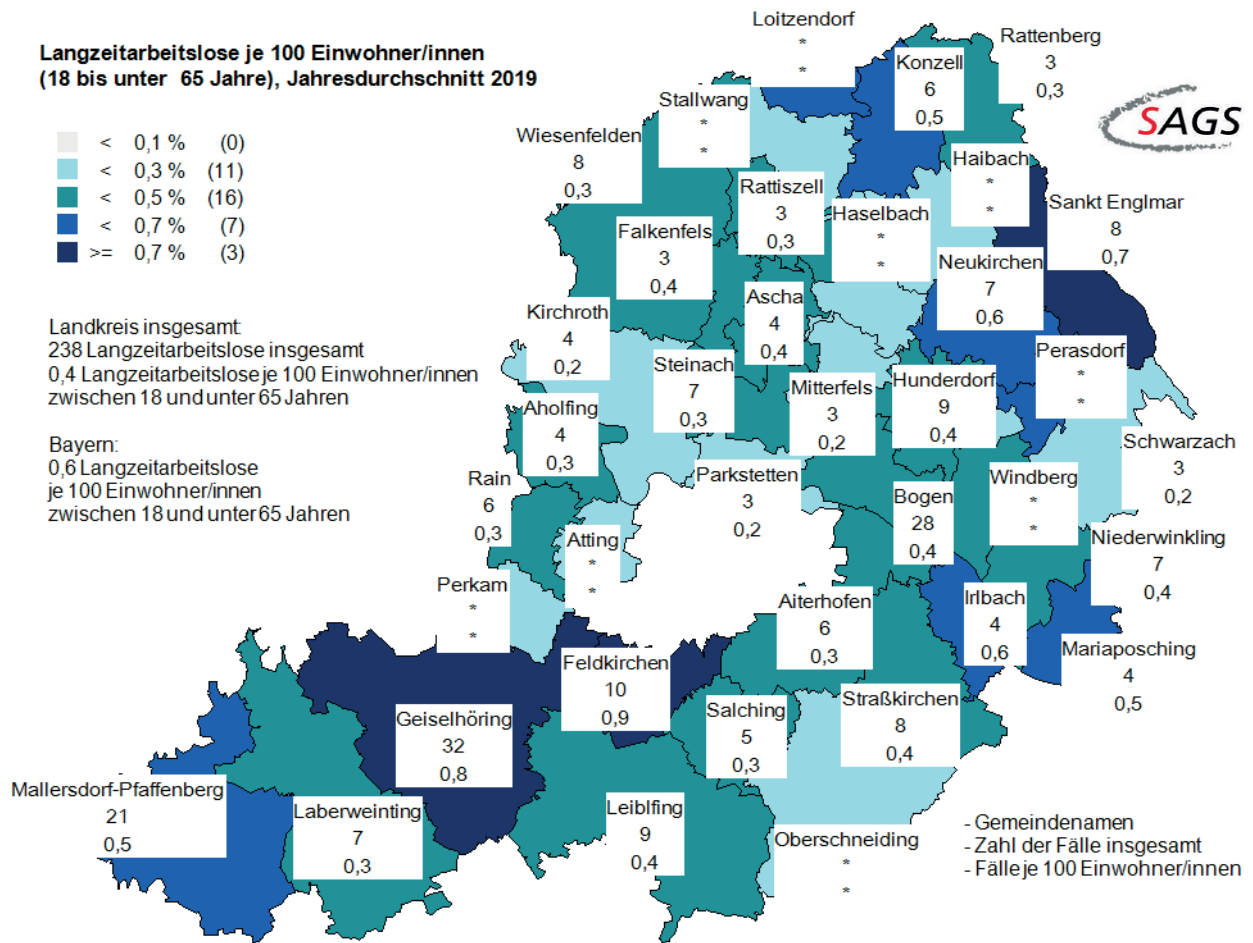 Langzeitarbeitslose je 100 Einwohner/innen
(18 bis unter 65 Jahre), Jahresdurchschnitt 2019
< 0,1 % (0)
< 0,3 % (11)
< 0,5 % (16)
< 0,7 % (7)
>= 0,7 % (3)
Landkreis insgesamt:
238 Langzeitarbeitslose insgesamt
0,4 Langzeitarbeitslose je 100 Einwohner/innen
zwischen 18 und unter 65 Jahren
Bayern:
0,6 Langzeitarbeitslose
je 100 Einwohner/innen
zwischen 18 und unter 65 Jahren
SAGS
Loitzendorf
*
*
Konzell
6
0,5
Rattenberg
3
0,3
Stallwang
*
*
Wiesenfelden
8
0,3
Rattiszell
3
0,3
Haibach
*
*
Haselbach
*
*
Sankt Englmar
8
0,7
Falkenfels
3
0,4
Neukirchen
7
0,6
Ascha
4
0,4
Kirchroth
4
0,2
Steinach
7
0,3
Mitterfels
3
0,2
Hunderdorf
9
0,4
Perasdorf
*
*
Aholfing
4
0,3
Schwarzach
3
0,2
Parkstetten
3
0,2
Rain
6
0,3
Bogen
28
0,4
Windberg
*
*
Atting
*
*
Niederwinkling
7
0,4
Perkam
*
*
Aiterhofen
6
0,3
Irlbach
4
0,6
Mariaposching
4
0,5
Feldkirchen
10
0,9
Geiselhöring
32
0,8
Salching
5
0,3
Straßkirchen
8
0,4
Mallersdorf-Pfaffenberg
21
0,5
Laberweinting
7
0,3
Leiblfing
9
0,4
Oberschneiding
*
*
- Gemeindenamen
- Zahl der Fälle insgesamt
- Fälle je 100 Einwohner/innen